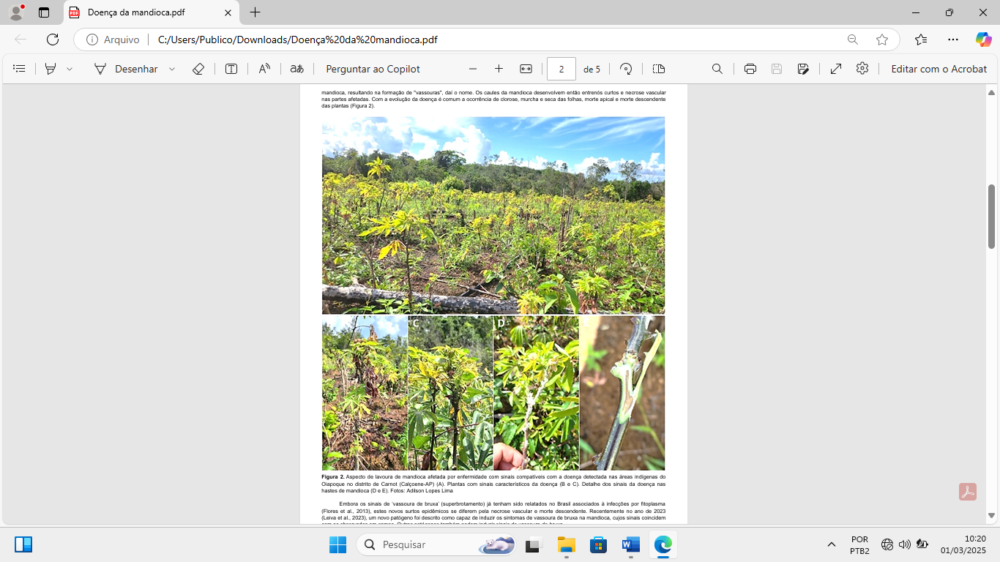 Doença da mandioca.pdf
Arquivo
C:/Users/Publico/Downloads/Doença%20da%20mandioca.pdf
Desenhar
Perguntar ao Copilot
2
de 5
Editar com o Acrobat
mandioca, resultando na formação de "vassouras", daí o nome. Os caules da mandioca desenvolvem então entrenós curtos e necrose vascular
nas partes afetadas. Com a evolução da doença é comum a ocorrência de clorose, murcha e seca das folhas, morte apical e morte descendente
das plantas (Figura 2).
C
D
Figura 2. Aspecto de lavoura de mandioca afetada por enfermidade com sinais compatíveis com a doença detectada nas áreas indígenas do
Oiapoque no distrito de Carnot (Calçoene-AP) (A). Plantas com sinais característicos da doença (B e C). Detalhe dos sinais da doença nas
hastes de mandioca (D e E). Fotos: Adilson Lopes Lima
Embora os sinais de 'vassoura de bruxa' (superbrotamento) já tenham sido relatados no Brasil associados à infecções por fitoplasma
(Flores et al., 2013), estes novos surtos epidêmicos se diferem pela necrose vascular e morte descendente. Recentemente no ano de 2023
(Leiva et al., 2023), um novo patógeno foi descrito como capaz de induzir os sintomas de vassoura de bruxa na mandioca, cujos sinais coincidem
Pesquisar
POR
PTB2
10:20
01/03/2025